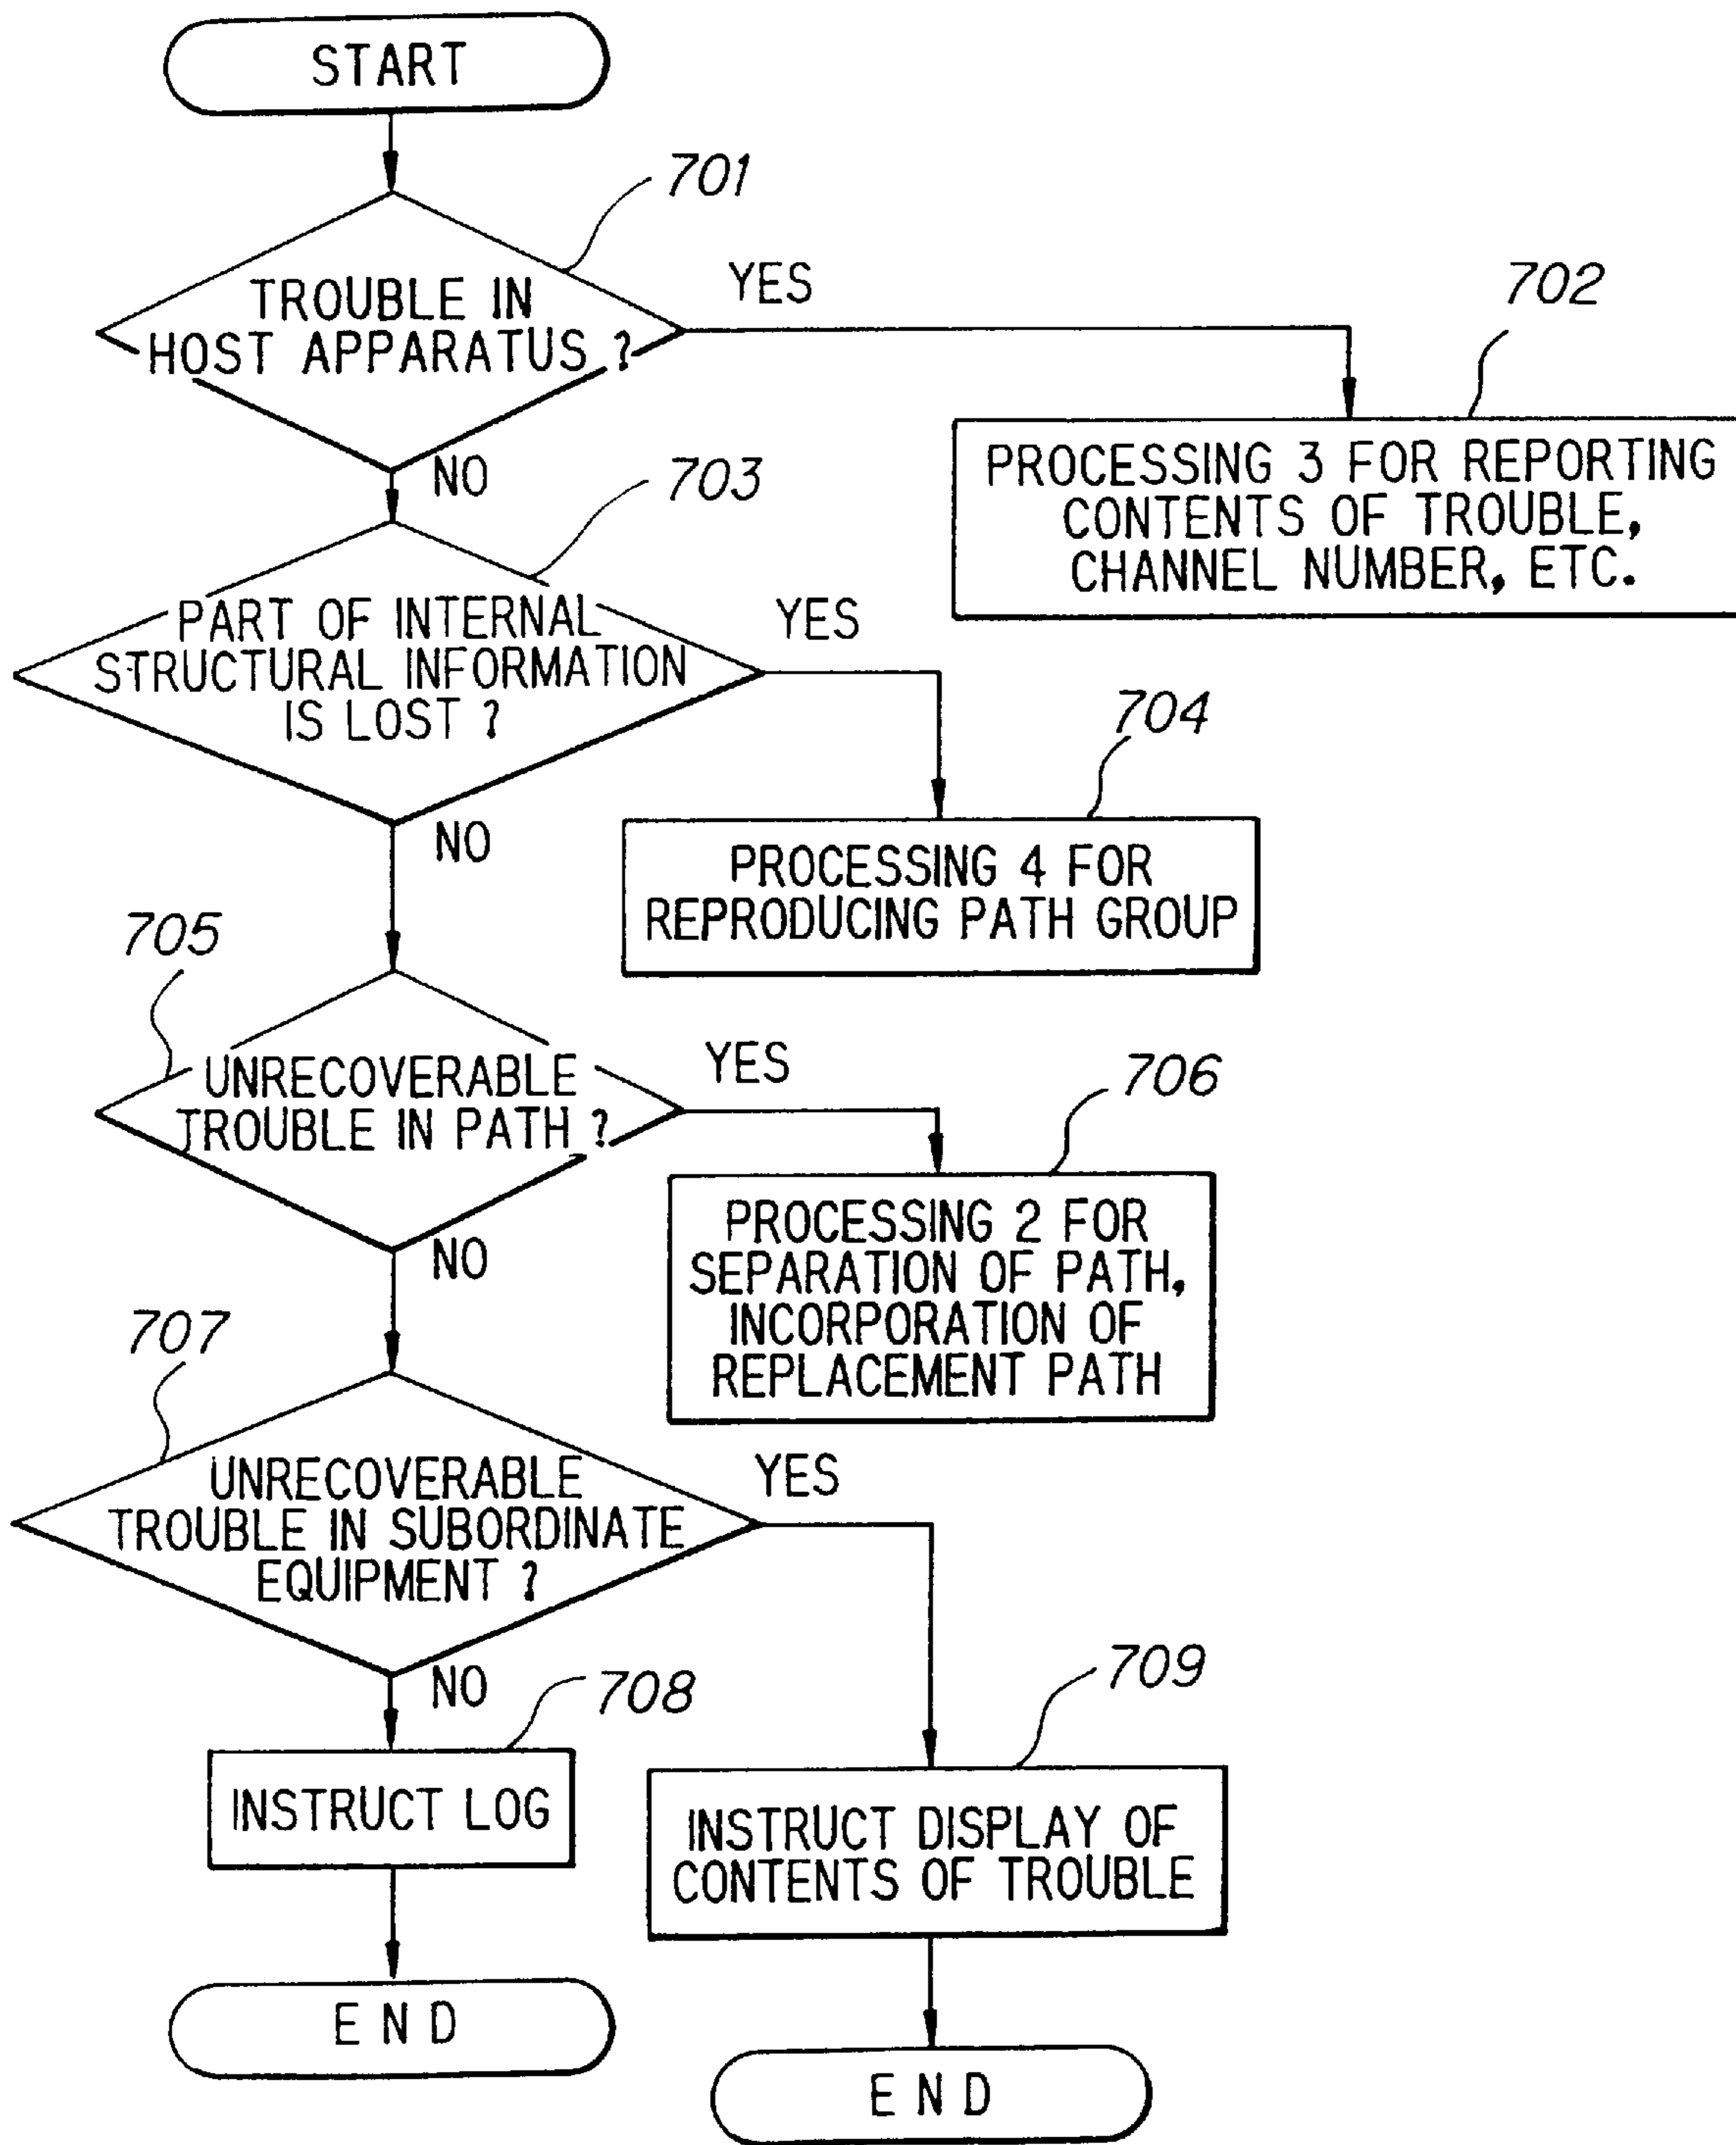 START
701
TROUBLE IN
HOST APPARATUS ?
YES
702
PROCESSING 3 FOR REPORTING
CONTENTS OF TROUBLE,
CHANNEL NUMBER, ETC.
NO
703
PART OF INTERNAL
STRUCTURAL INFORMATION
IS LOST ?
YES
704
PROCESSING 4 FOR
REPRODUCING PATH GROUP
NO
705
UNRECOVERABLE
TROUBLE IN PATH ?
YES
706
PROCESSING 2 FOR
SEPARATION OF PATH,
INCORPORATION OF
REPLACEMENT PATH
NO
707
UNRECOVERABLE
TROUBLE IN SUBORDINATE
EQUIPMENT ?
YES
NO
708
INSTRUCT LOG
709
INSTRUCT DISPLAY OF
CONTENTS OF TROUBLE
END
END